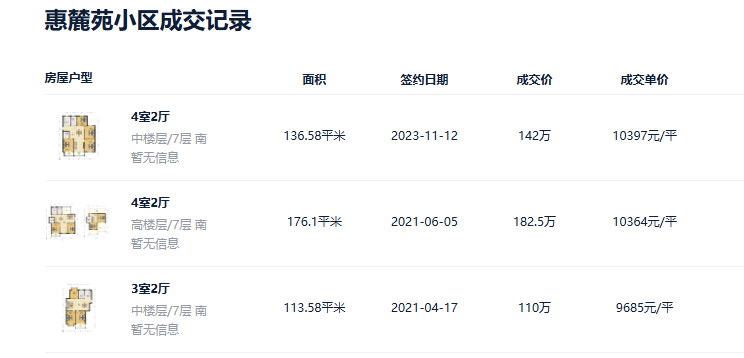 惠麓苑小区成交记录
房屋户型 面积 签约日期 成交价 成交单价
4室2厅
中楼层/7层 南
暂无信息
136.58平米 2023-11-12 142万 10397元/平
4室2厅
高楼层/7层 南
暂无信息
176.1平米 2021-06-05 182.5万 10364元/平
3室2厅
中楼层/7层 南
暂无信息
113.58平米 2021-04-17 110万 9685元/平